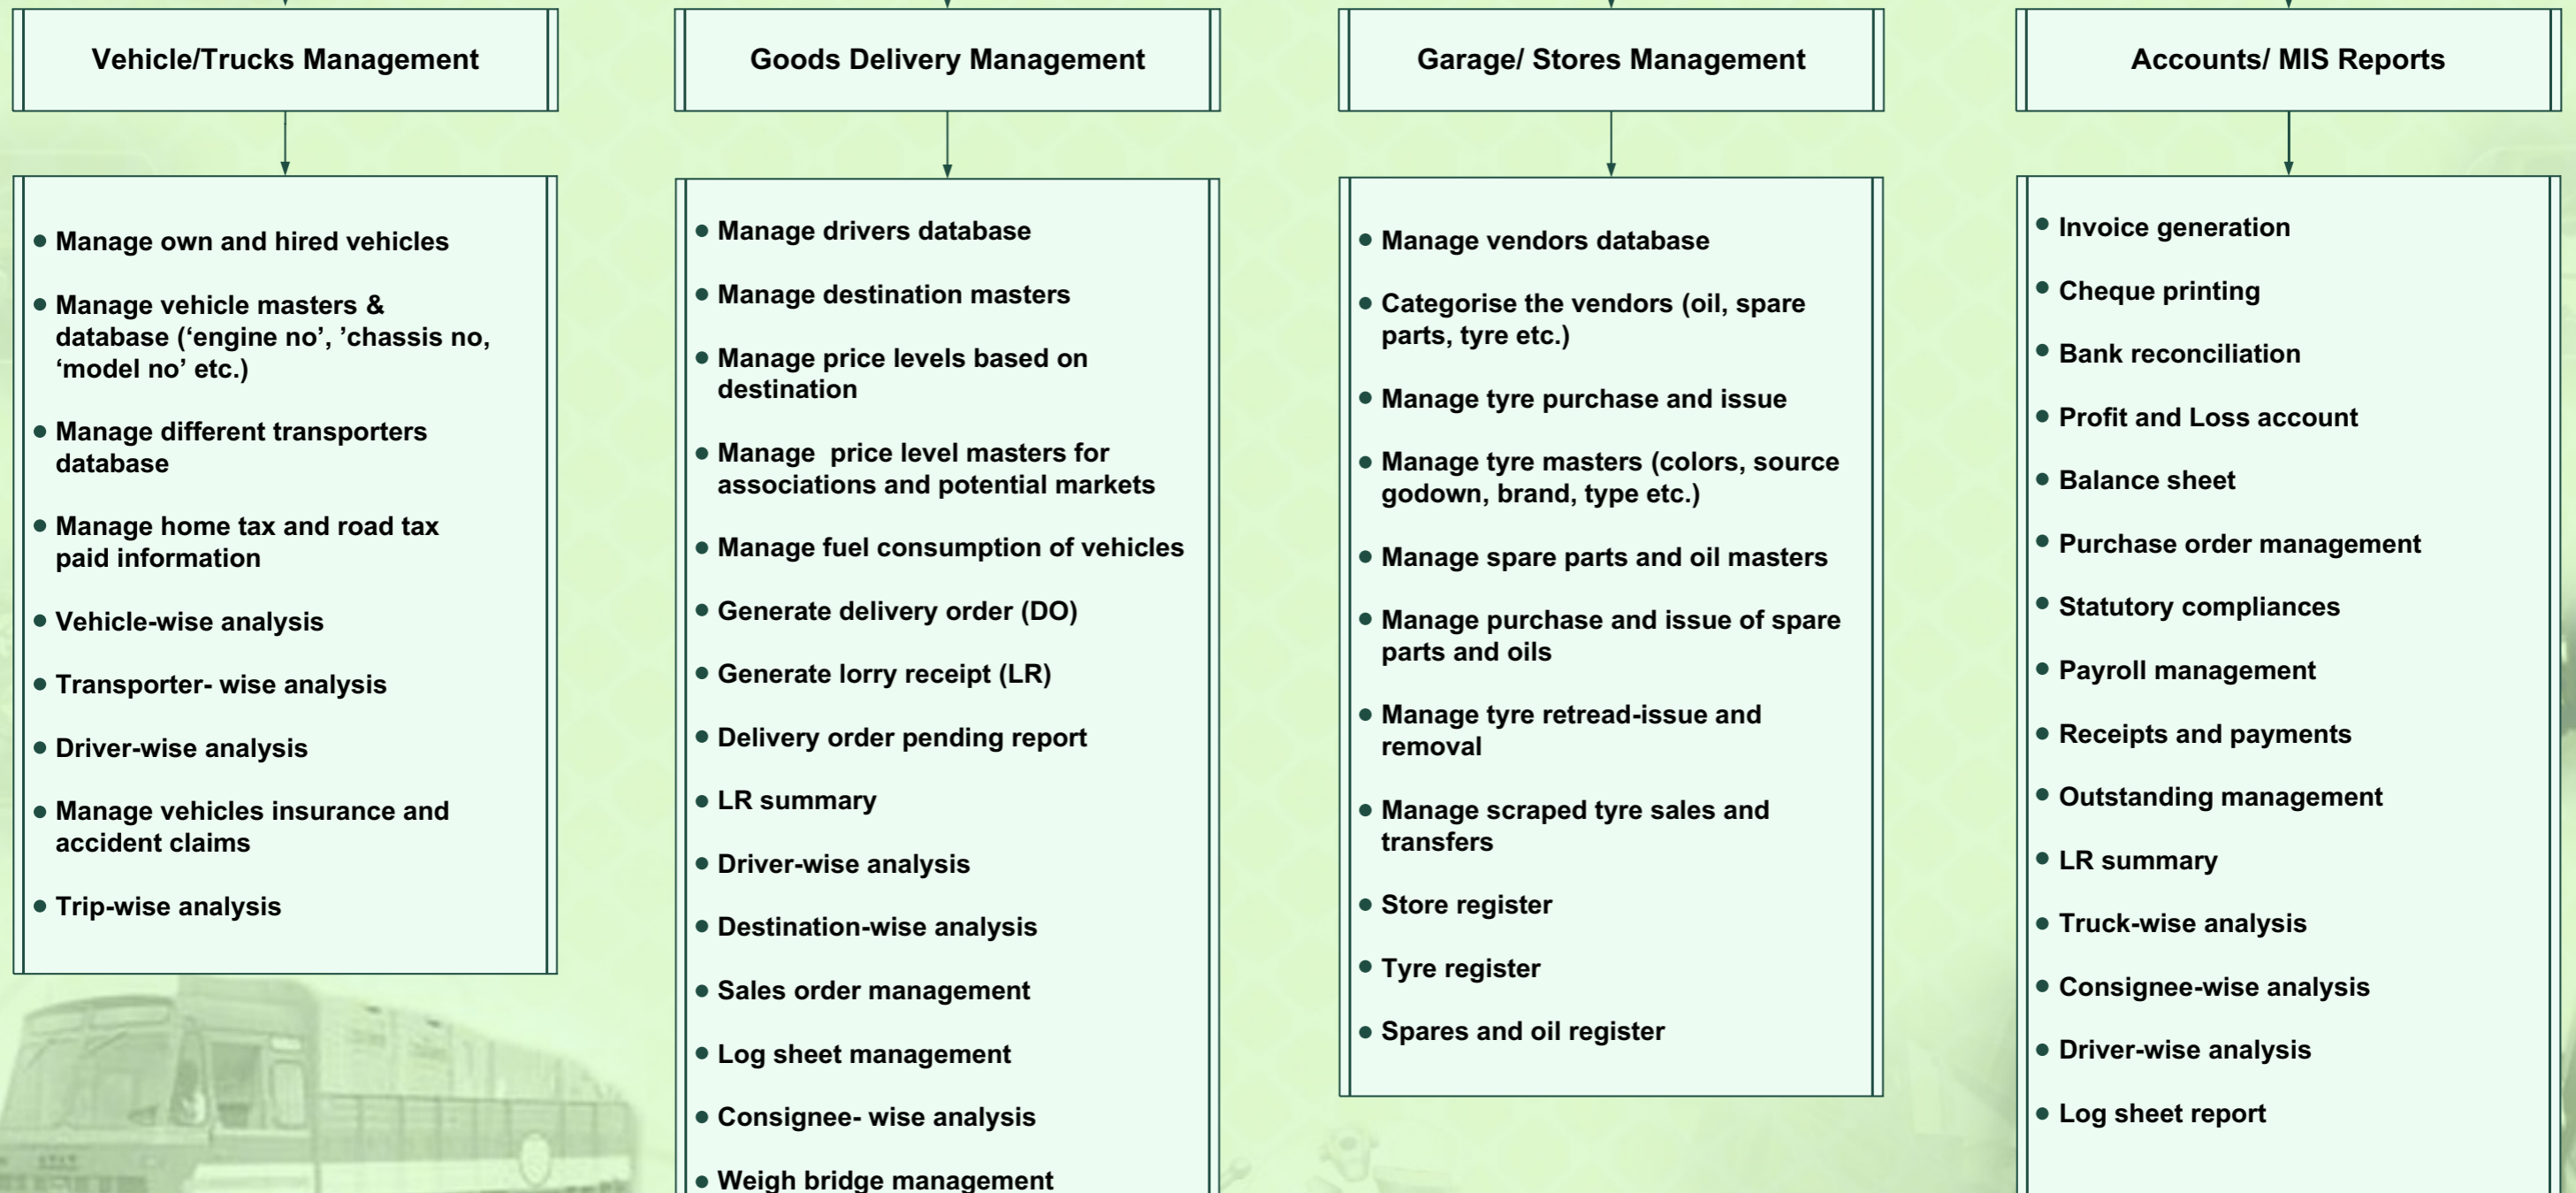 Vehicle/Trucks Management
Manage own and hired vehicles
Manage vehicle masters &
database (‘engine no’, ’chassis no,
‘model no’ etc.)
Manage different transporters
database
Manage home tax and road tax
paid information
Vehicle-wise analysis
Transporter- wise analysis
Driver-wise analysis
Manage vehicles insurance and
accident claims
Trip-wise analysis
Goods Delivery Management
Manage drivers database
Manage destination masters
Manage price levels based on
destination
Manage  price level masters for
associations and potential markets
Manage fuel consumption of vehicles
Generate delivery order (DO)
Generate lorry receipt (LR)
Delivery order pending report
LR summary
Driver-wise analysis
Destination-wise analysis
Sales order management
Log sheet management
Consignee- wise analysis
Weigh bridge management
Garage/ Stores Management
Manage vendors database
Categorise the vendors (oil, spare
parts, tyre etc.)
Manage tyre purchase and issue
Manage tyre masters (colors, source
godown, brand, type etc.)
Manage spare parts and oil masters
Manage purchase and issue of spare
parts and oils
Manage tyre retread-issue and
removal
Manage scraped tyre sales and
transfers
Store register
Tyre register
Spares and oil register
Accounts/ MIS Reports
Invoice generation
Cheque printing
Bank reconciliation
Profit and Loss account
Balance sheet
Purchase order management
Statutory compliances
Payroll management
Receipts and payments
Outstanding management
LR summary
Truck-wise analysis
Consignee-wise analysis
Driver-wise analysis
Log sheet report